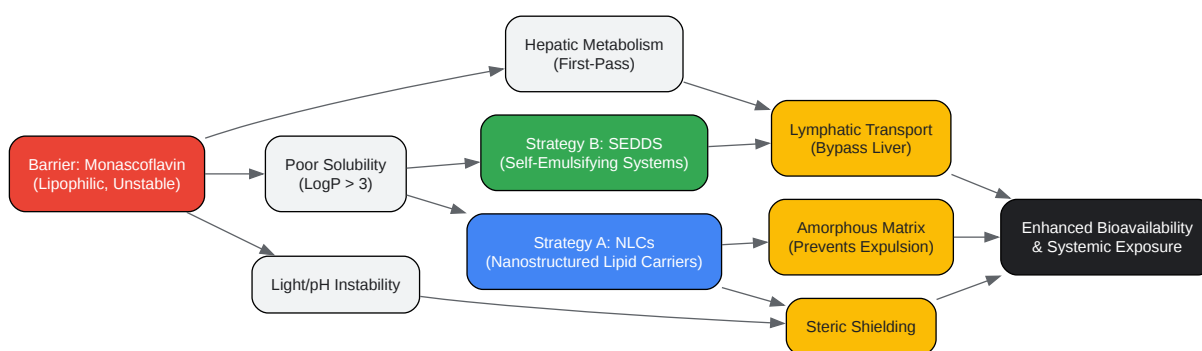 Hepatic Metabolism
(First-Pass)
Barrier: Monascoflavin
(Lipophilic, Unstable)
Poor Solubility
(LogP > 3)
Light/pH Instability
Strategy B: SEDDS
(Self-Emulsifying Systems)
Strategy A: NLCs
(Nanostructured Lipid Carriers)
Lymphatic Transport
(Bypass Liver)
Amorphous Matrix
(Prevents Expulsion)
Steric Shielding
Enhanced Bioavailability
& Systemic Exposure